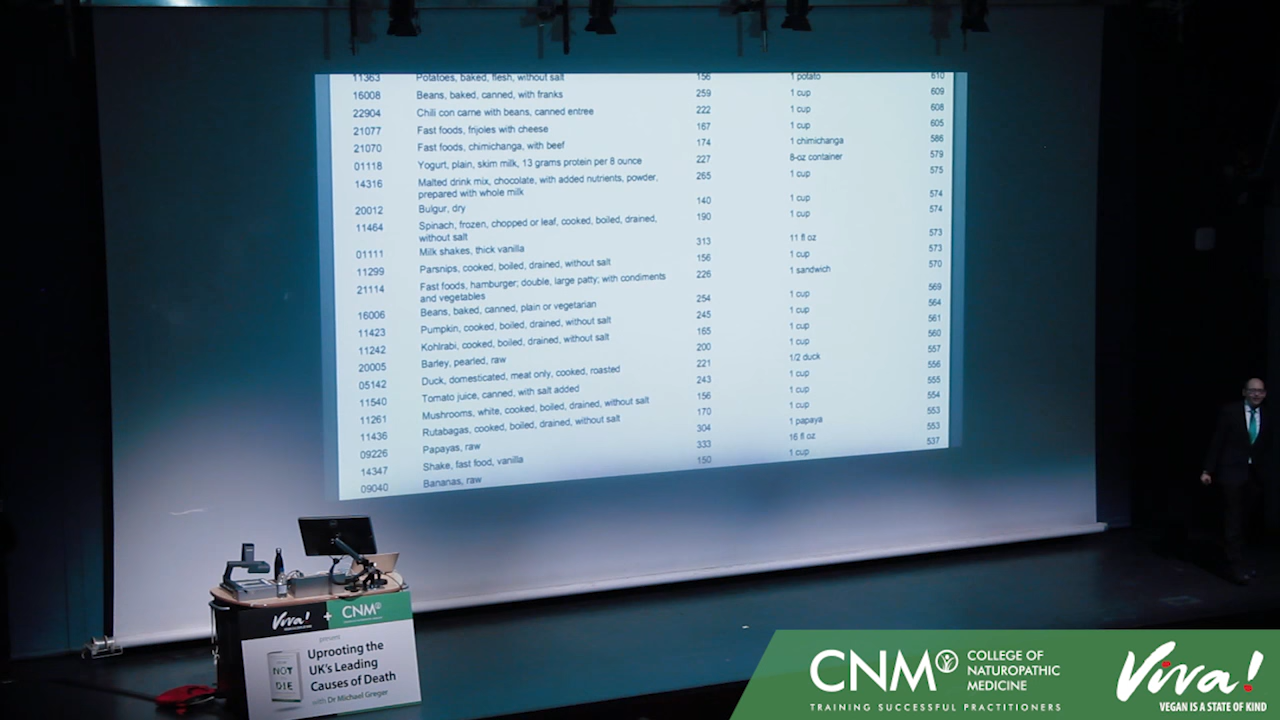 11363 Potatoes, baked, flesh, without salt 156 1 potato 610
16008 Beans, baked, canned, with franks 259 1 cup 609
22904 Chili con carne with beans, canned entree 222 1 cup 608
21077 Fast foods, frijoles with cheese 167 1 cup 605
21070 Fast foods, chimichanga, with beef 174 1 chimichanga 586
01118 Yogurt, plain, skim milk, 13 grams protein per 8 ounce 227 8-oz container 579
14316 Malted drink mix, chocolate, with added nutrients, powder, 265 1 cup 575
prepared with whole milk
20012 Bulgur, dry 140 1 cup 574
11464 Spinach, frozen, chopped or leaf, cooked, boiled, drained, 190 1 cup 574
without salt
01111 Milk shakes, thick vanilla 313 11 fl oz 573
11299 Parsnips, cooked, boiled, drained, without salt 156 1 cup 573
21114 Fast foods, hamburger; double, large patty; with condiments 226 1 sandwich 570
and vegetables
16006 Beans, baked, canned, plain or vegetarian 254 1 cup 569
11423 Pumpkin, cooked, boiled, drained, without salt 245 1 cup 564
11242 Kohlrabi, cooked, boiled, drained, without salt 165 1 cup 561
20005 Barley, pearled, raw 200 1 cup 560
05142 Duck, domesticated, meat only, cooked, roasted 221 1/2 duck 557
11540 Tomato juice, canned, with salt added 243 1 cup 556
11261 Mushrooms, white, cooked, boiled, drained, without salt 156 1 cup 555
11436 Rutabagas, cooked, boiled, drained, without salt 170 1 cup 554
09226 Papayas, raw 304 1 papaya 553
14347 Shake, fast food, vanilla 333 16 fl oz 553
09040 Bananas, raw 150 1 cup 537
Viva! + CNM
present
Uprooting the
UK's Leading
Causes of Death
with Dr Michael Greger
NOT
DIE
CNM COLLEGE OF
NATUROPATHIC
MEDICINE
TRAINING SUCCESSFUL PRACTITIONERS
Viva!
VEGAN IS A STATE OF KIND